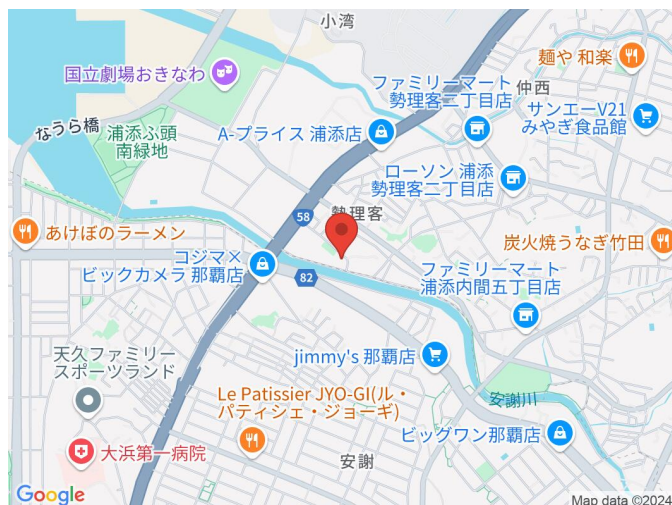 小湾
国立劇場おきなわ
ファミリーマート
勢理客二丁目店
仲西
麺や 和楽
サンエーV21
みやぎ食品館
なうら橋
浦添ふ頭
南緑地
A-プライス 浦添店
ローソン 浦添
勢理客二丁目店
勢理客
58
あけぼのラーメン
コジマ×
ビックカメラ 那覇店
82
炭火焼うなぎ竹田
ファミリーマート
浦添内間五丁目店
天久ファミリー
スポーツランド
jimmy's 那覇店
Le Patissier JYO-GI(ル・
パティシェ・ジョーギ)
安謝川
ビッグワン那覇店
大浜第一病院
安謝
Google
Map data ©2024